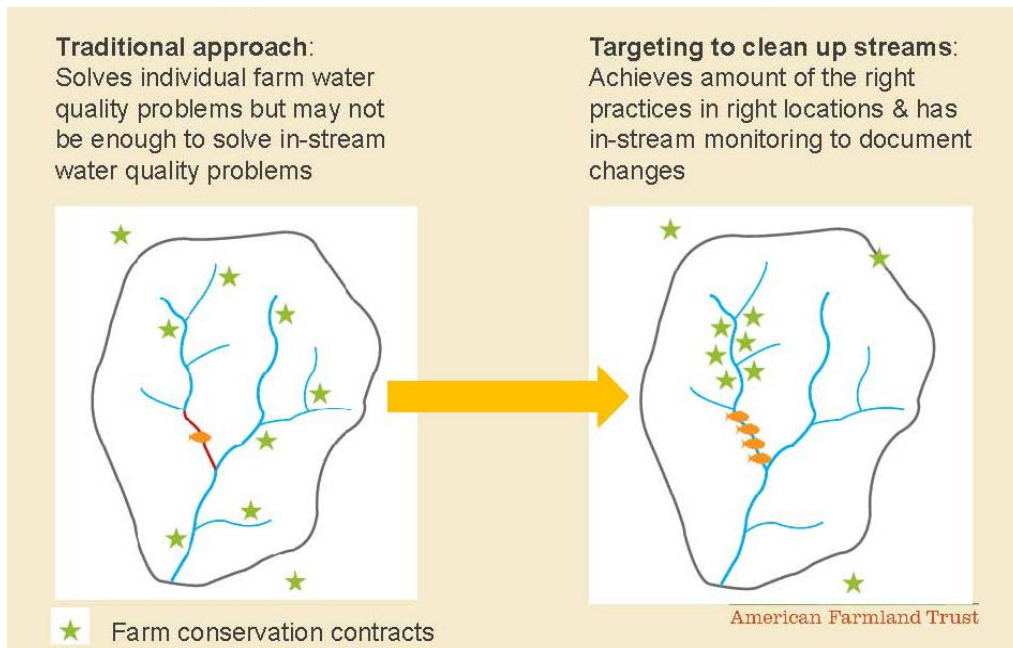 Traditional approach:
Solves individual farm water
quality problems but may not
be enough to solve in-stream
water quality problems
Targeting to clean up streams:
Achieves amount of the right
practices in right locations & has
in-stream monitoring to document
changes
Farm conservation contracts
American Farmland Trust